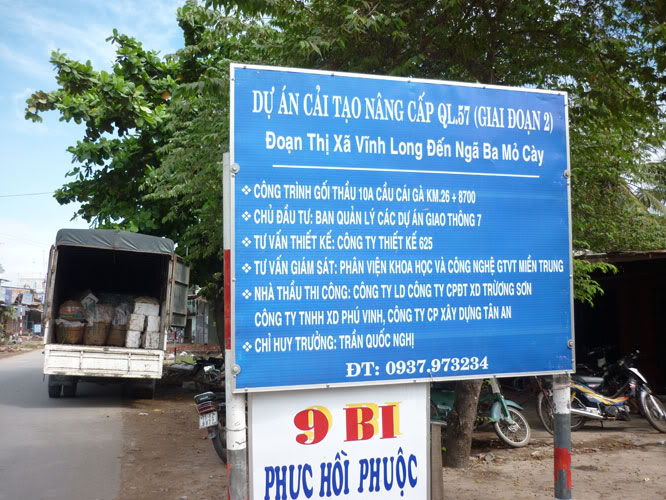 DỰ ÁN CẢI TẠO NÂNG CẤP QL.57 (GIAI ĐOẠN 2)
Đoạn Thị Xã Vĩnh Long Đến Ngã Ba Mỏ Cày
❖ CÔNG TRÌNH GỐI THẦU 10A CẦU CÁI GÀ KM.26 + 8700
❖ CHỦ ĐẦU TƯ: BAN QUẢN LÝ CÁC DỰ ÁN GIAO THÔNG 7
❖ TƯ VẤN THIẾT KẾ: CÔNG TY THIẾT KẾ 625
❖ TƯ VẤN GIÁM SÁT: PHÂN VIỆN KHOA HỌC VÀ CÔNG NGHỆ GTVT MIỀN TRUNG
❖ NHÀ THẦU THI CÔNG: CÔNG TY LD CÔNG TY CPĐT XD TRƯỜNG SƠN
CÔNG TY TNHH XD PHÚ VINH, CÔNG TY CP XÂY DỰNG TÂN AN
❖ CHỈ HUY TRƯỞNG: TRẦN QUỐC NGHỊ
ĐT: 0937.973234
9 BI
PHỤC HỒI PHUỘC